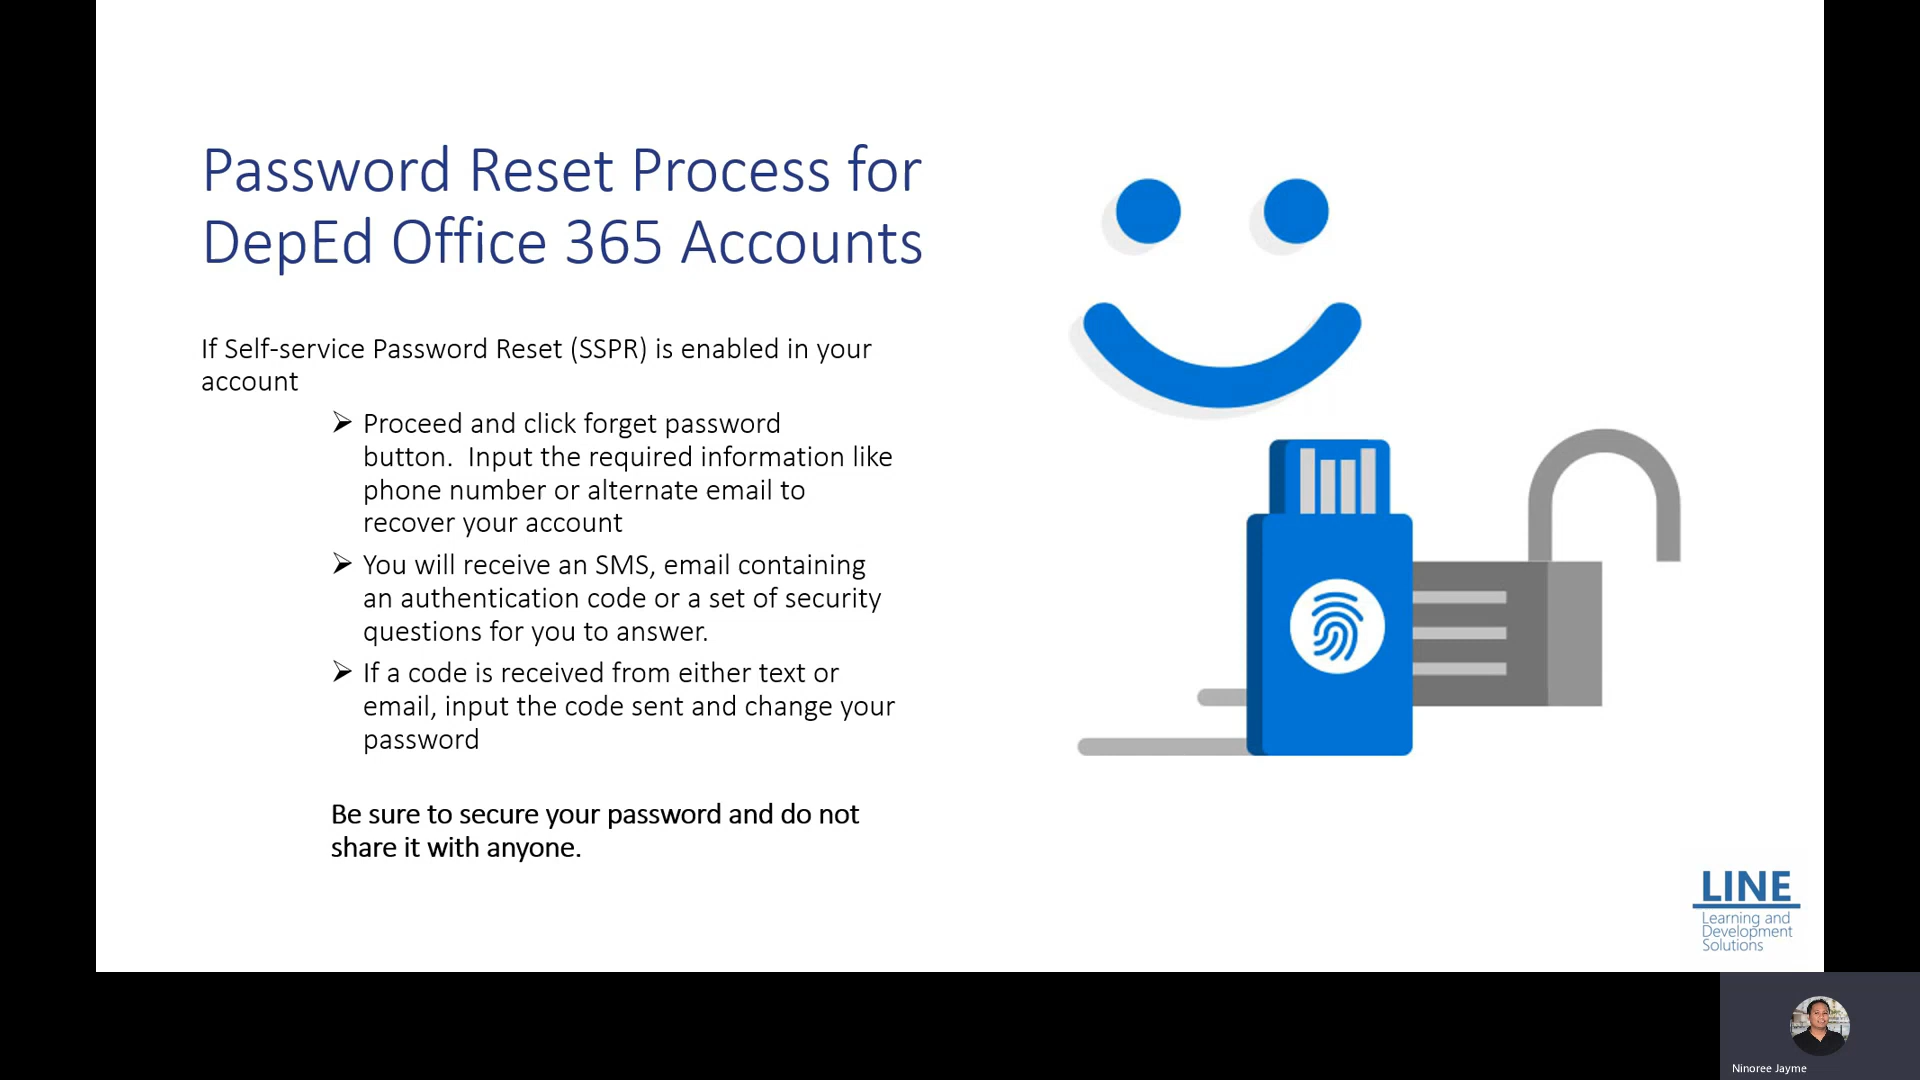 Password Reset Process for
DepEd Office 365 Accounts
If Self-service Password Reset (SSPR) is enabled in your
account
➢ Proceed and click forget password
button.  Input the required information like
phone number or alternate email to
recover your account
➢ You will receive an SMS, email containing
an authentication code or a set of security
questions for you to answer.
➢ If a code is received from either text or
email, input the code sent and change your
password
Be sure to secure your password and do not
share it with anyone.
LINE
Learning and
Development
Solutions
Ninoree Jayme